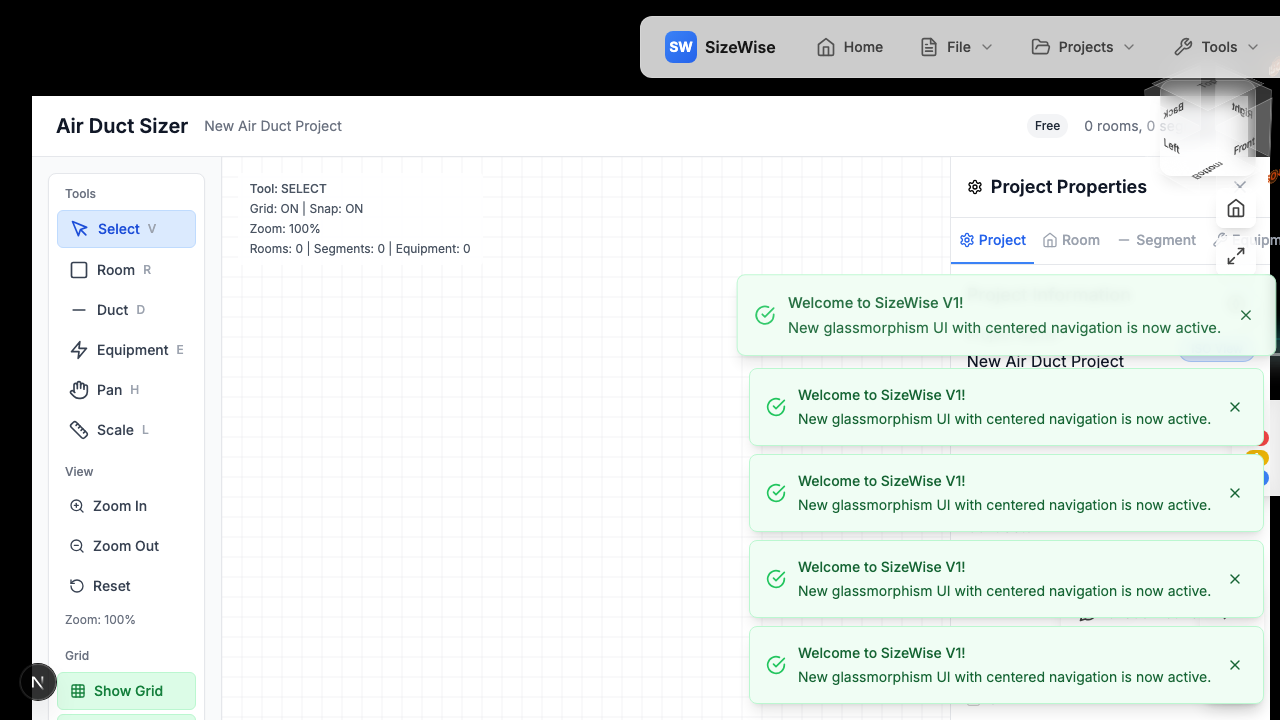 SW SizeWise Home File Projects Tools
Back Right
Left Front
Bottom
Air Duct Sizer New Air Duct Project Free 0 rooms, 0
Tools
Select V
Room R
Duct D
Equipment E
Pan H
Scale L
View
Zoom In
Zoom Out
Reset
Zoom: 100%
Grid
Show Grid
N
Tool: SELECT
Grid: ON | Snap: ON
Zoom: 100%
Rooms: 0 | Segments: 0 | Equipment: 0
Project Properties
Project Room Segment Equipm
Welcome to SizeWise V1!
New glassmorphism UI with centered navigation is now active.
New Air Duct Project
Welcome to SizeWise V1!
New glassmorphism UI with centered navigation is now active.
Welcome to SizeWise V1!
New glassmorphism UI with centered navigation is now active.
Welcome to SizeWise V1!
New glassmorphism UI with centered navigation is now active.
Welcome to SizeWise V1!
New glassmorphism UI with centered navigation is now active.